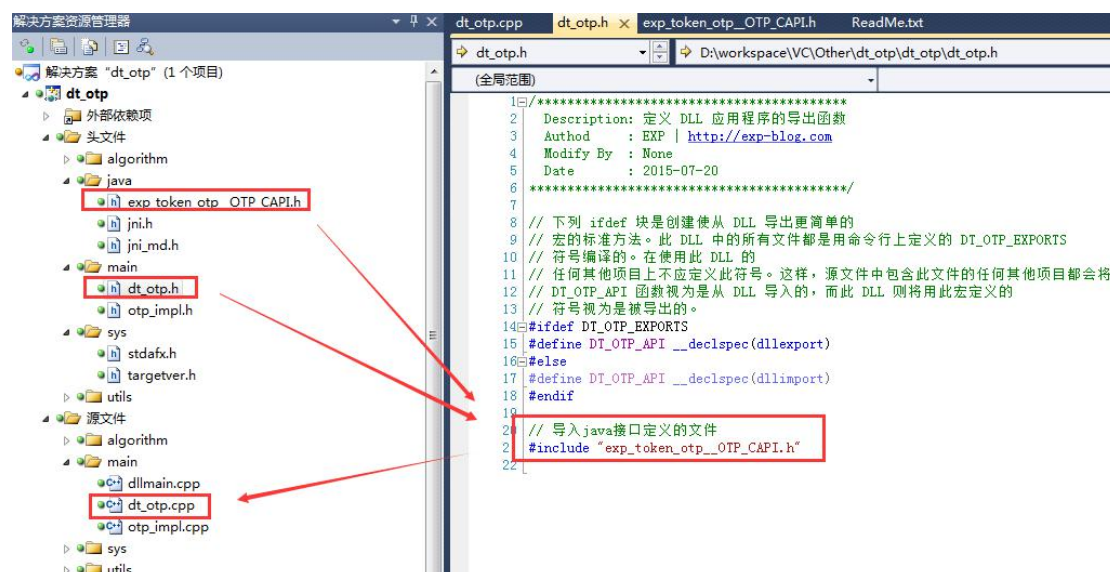 解决方案资源管理器
解决方案 "dt_otp" (1 个项目)
dt_otp
外部依赖项
头文件
algorithm
java
exp_token_otp__OTP_CAPI.h
jni.h
jni_md.h
main
dt_otp.h
otp_impl.h
sys
stdafx.h
targetver.h
utils
源文件
algorithm
main
dllmain.cpp
dt_otp.cpp
otp_impl.cpp
sys
utils
dt_otp.cpp dt_otp.h exp_token_otp__OTP_CAPI.h ReadMe.txt
dt_otp.h D:\workspace\VC\Other\dt_otp\dt_otp\dt_otp.h
(全局范围)
1 /*****************************************
2 Description: 定义 DLL 应用程序的导出函数
3 Authod : EXP | http://exp-blog.com
4 Modify By : None
5 Date : 2015-07-20
6 ******************************************/
7
8 // 下列 ifdef 块是创建使从 DLL 导出更简单的
9 // 宏的标准方法。此 DLL 中的所有文件都是用命令行上定义的 DT_OTP_EXPORTS
10 // 符号编译的。在使用此 DLL 的
11 // 任何其他项目上不应定义此符号。这样，源文件中包含此文件的任何其他项目都会将
12 // DT_OTP_API 函数视为是从 DLL 导入的，而此 DLL 则将用此宏定义的
13 // 符号视为是被导出的。
14 #ifdef DT_OTP_EXPORTS
15 #define DT_OTP_API __declspec(dllexport)
16 #else
17 #define DT_OTP_API __declspec(dllimport)
18 #endif
19
20 // 导入java接口定义的文件
2 #include "exp_token_otp__OTP_CAPI.h"
22